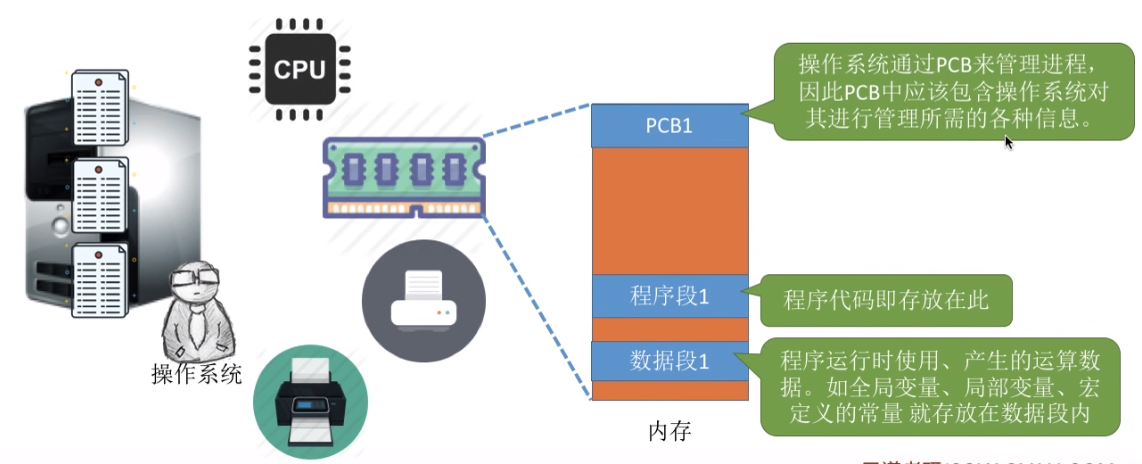 CPU
操作系统
PCB1
程序段1
数据段1
内存
操作系统通过PCB来管理进程，
因此PCB中应该包含操作系统对
其进行管理所需的各种信息。
程序代码即存放在此
程序运行时使用、产生的运算数
据。如全局变量、局部变量、宏
定义的常量 就存放在数据段内